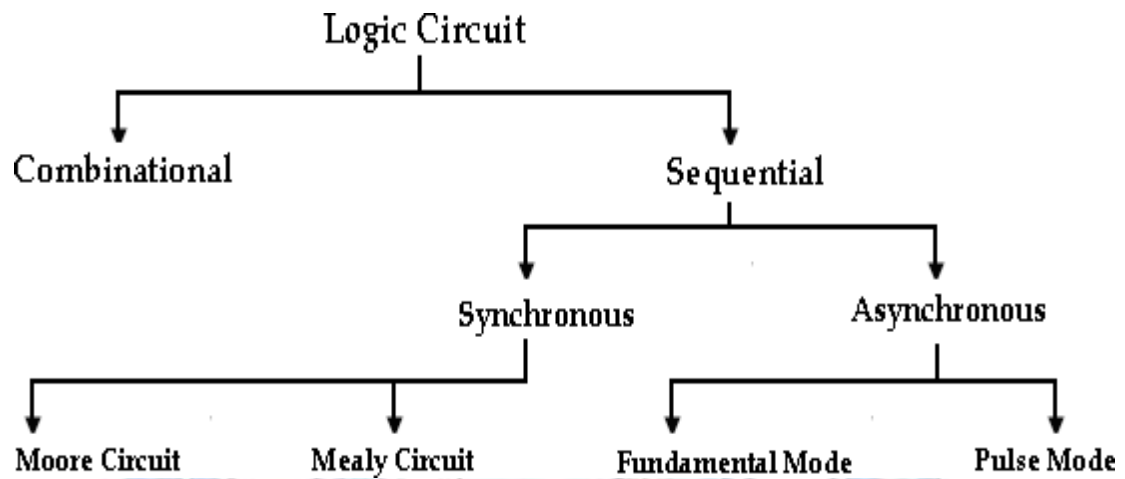 Logic Circuit
Combinational
Sequential
Synchronous
Asynchronous
Moore Circuit
Mealy Circuit
Fundamental Mode
Pulse Mode